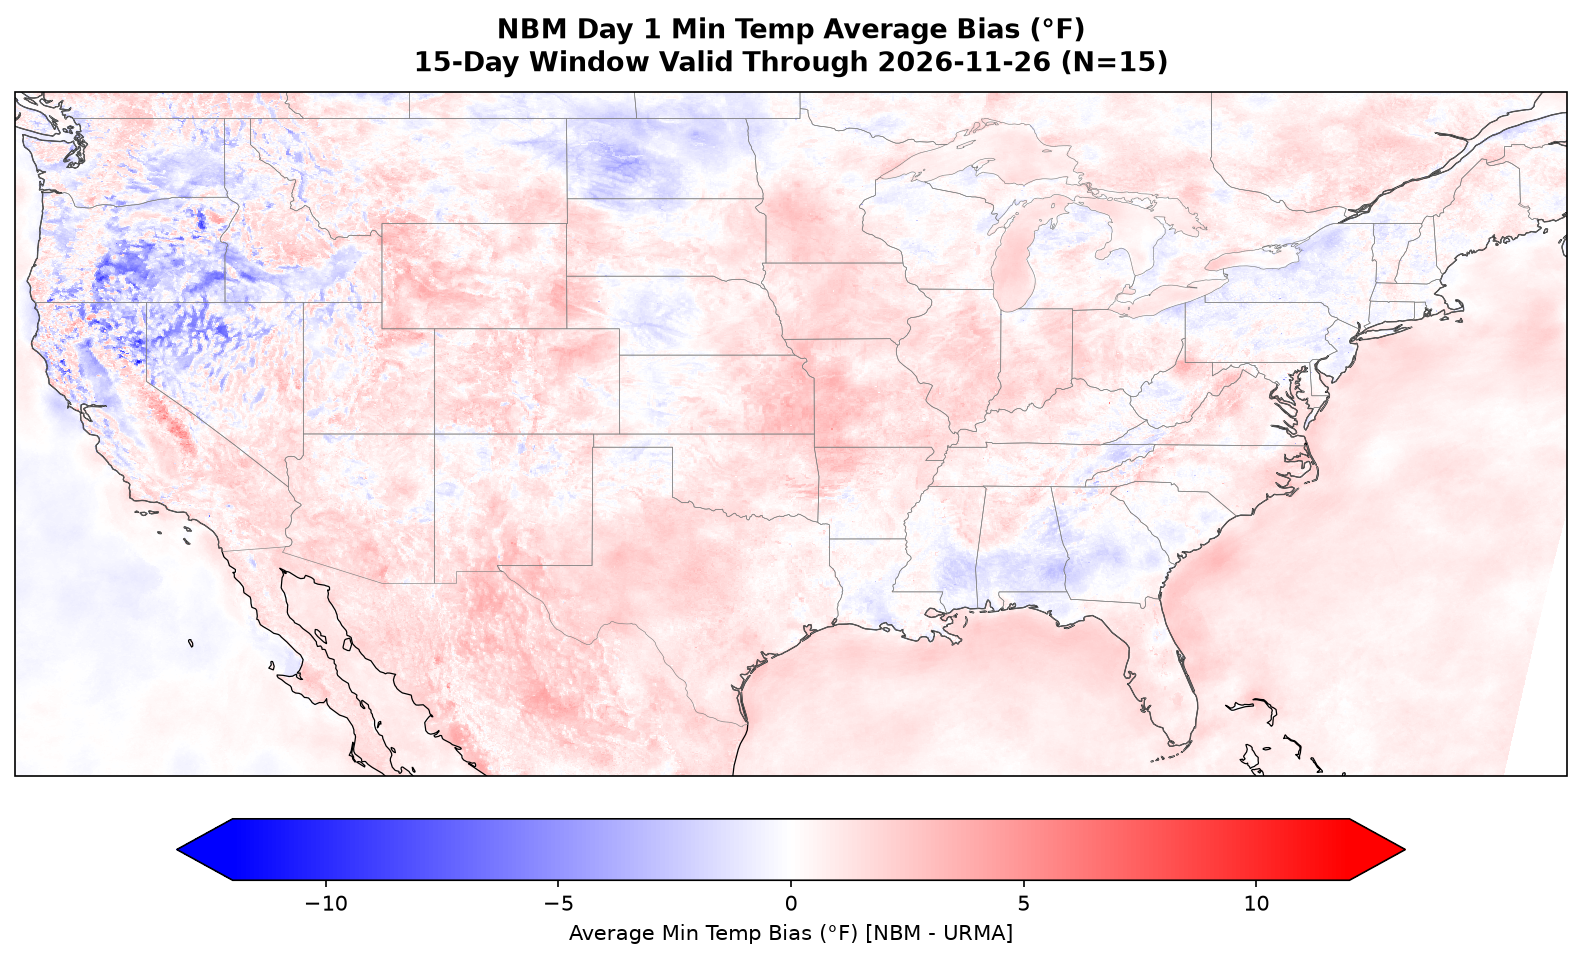 NBM Day 1 Min Temp Average Bias (°F)
15-Day Window Valid Through 2026-11-26 (N=15)
−10 −5 0 5 10
Average Min Temp Bias (°F) [NBM - URMA]